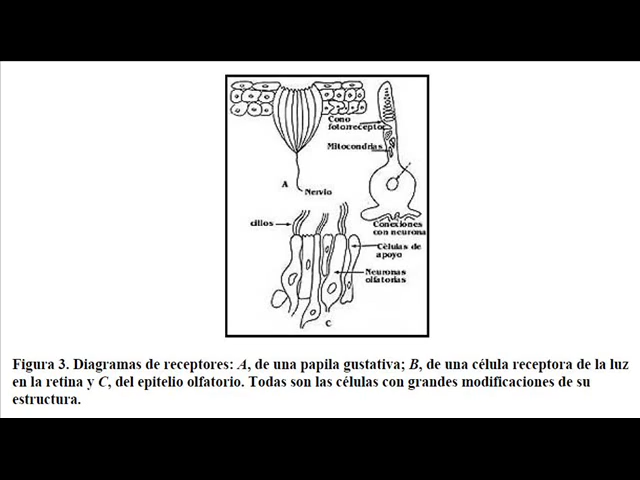 Cono
fotorreceptor
Mitocondrias
A
Nervio
cilios
Conexiones
con neurona
Células de
apoyo
Neuronas
olfatorias
C
Figura 3. Diagramas de receptores: A, de una papila gustativa; B, de una célula receptora de la luz
en la retina y C, del epitelio olfatorio. Todas son las células con grandes modificaciones de su
estructura.